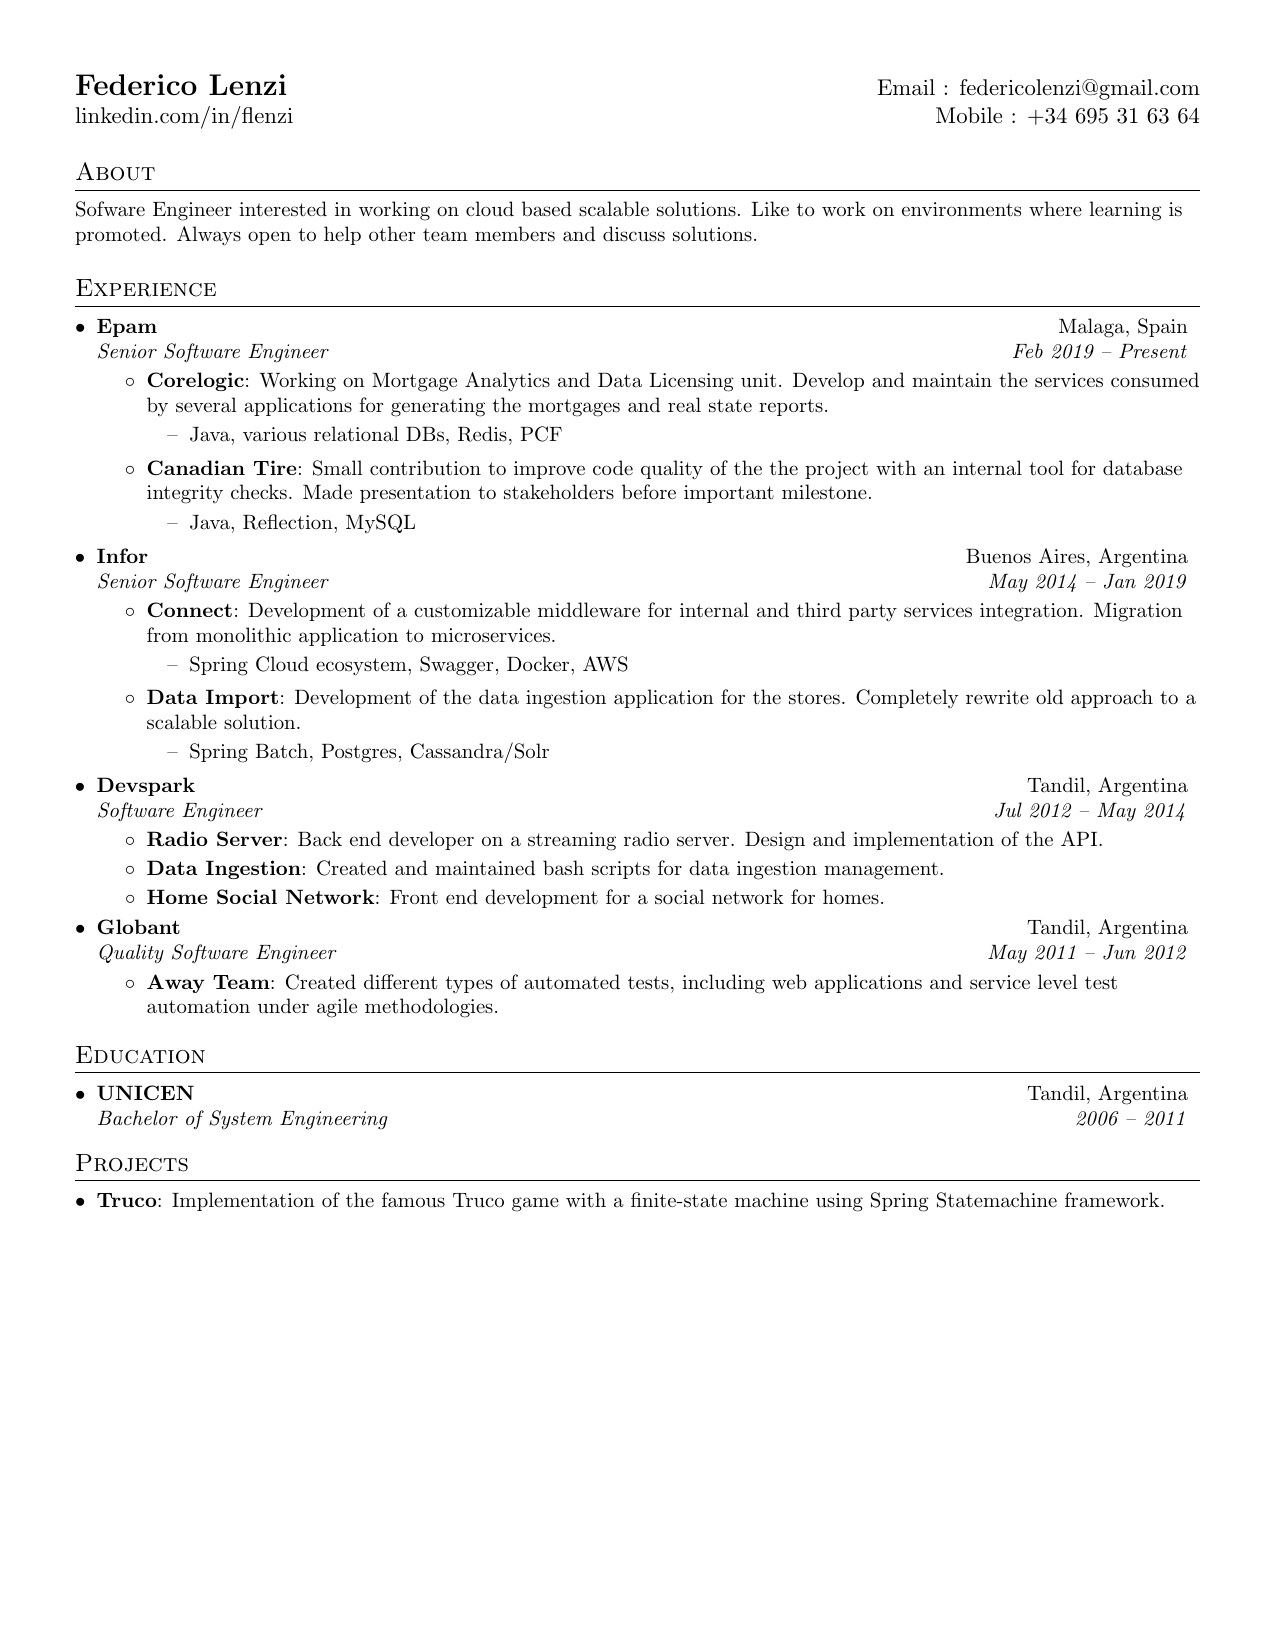 Federico Lenzi
Email : federicolenzi@gmail.com
linkedin.com/in/flenzi
Mobile : +34 695 31 63 64
About
Sofware Engineer interested in working on cloud based scalable solutions. Like to work on environments where learning is
promoted. Always open to help other team members and discuss solutions.
Experience
• Epam Malaga, Spain
Senior Software Engineer Feb 2019 – Present
◦ Corelogic: Working on Mortgage Analytics and Data Licensing unit. Develop and maintain the services consumed
by several applications for generating the mortgages and real state reports.
– Java, various relational DBs, Redis, PCF
◦ Canadian Tire: Small contribution to improve code quality of the the project with an internal tool for database
integrity checks. Made presentation to stakeholders before important milestone.
– Java, Reflection, MySQL
• Infor Buenos Aires, Argentina
Senior Software Engineer May 2014 – Jan 2019
◦ Connect: Development of a customizable middleware for internal and third party services integration. Migration
from monolithic application to microservices.
– Spring Cloud ecosystem, Swagger, Docker, AWS
◦ Data Import: Development of the data ingestion application for the stores. Completely rewrite old approach to a
scalable solution.
– Spring Batch, Postgres, Cassandra/Solr
• Devspark Tandil, Argentina
Software Engineer Jul 2012 – May 2014
◦ Radio Server: Back end developer on a streaming radio server. Design and implementation of the API.
◦ Data Ingestion: Created and maintained bash scripts for data ingestion management.
◦ Home Social Network: Front end development for a social network for homes.
• Globant Tandil, Argentina
Quality Software Engineer May 2011 – Jun 2012
◦ Away Team: Created different types of automated tests, including web applications and service level test
automation under agile methodologies.
Education
• UNICEN Tandil, Argentina
Bachelor of System Engineering 2006 – 2011
Projects
• Truco: Implementation of the famous Truco game with a finite-state machine using Spring Statemachine framework.